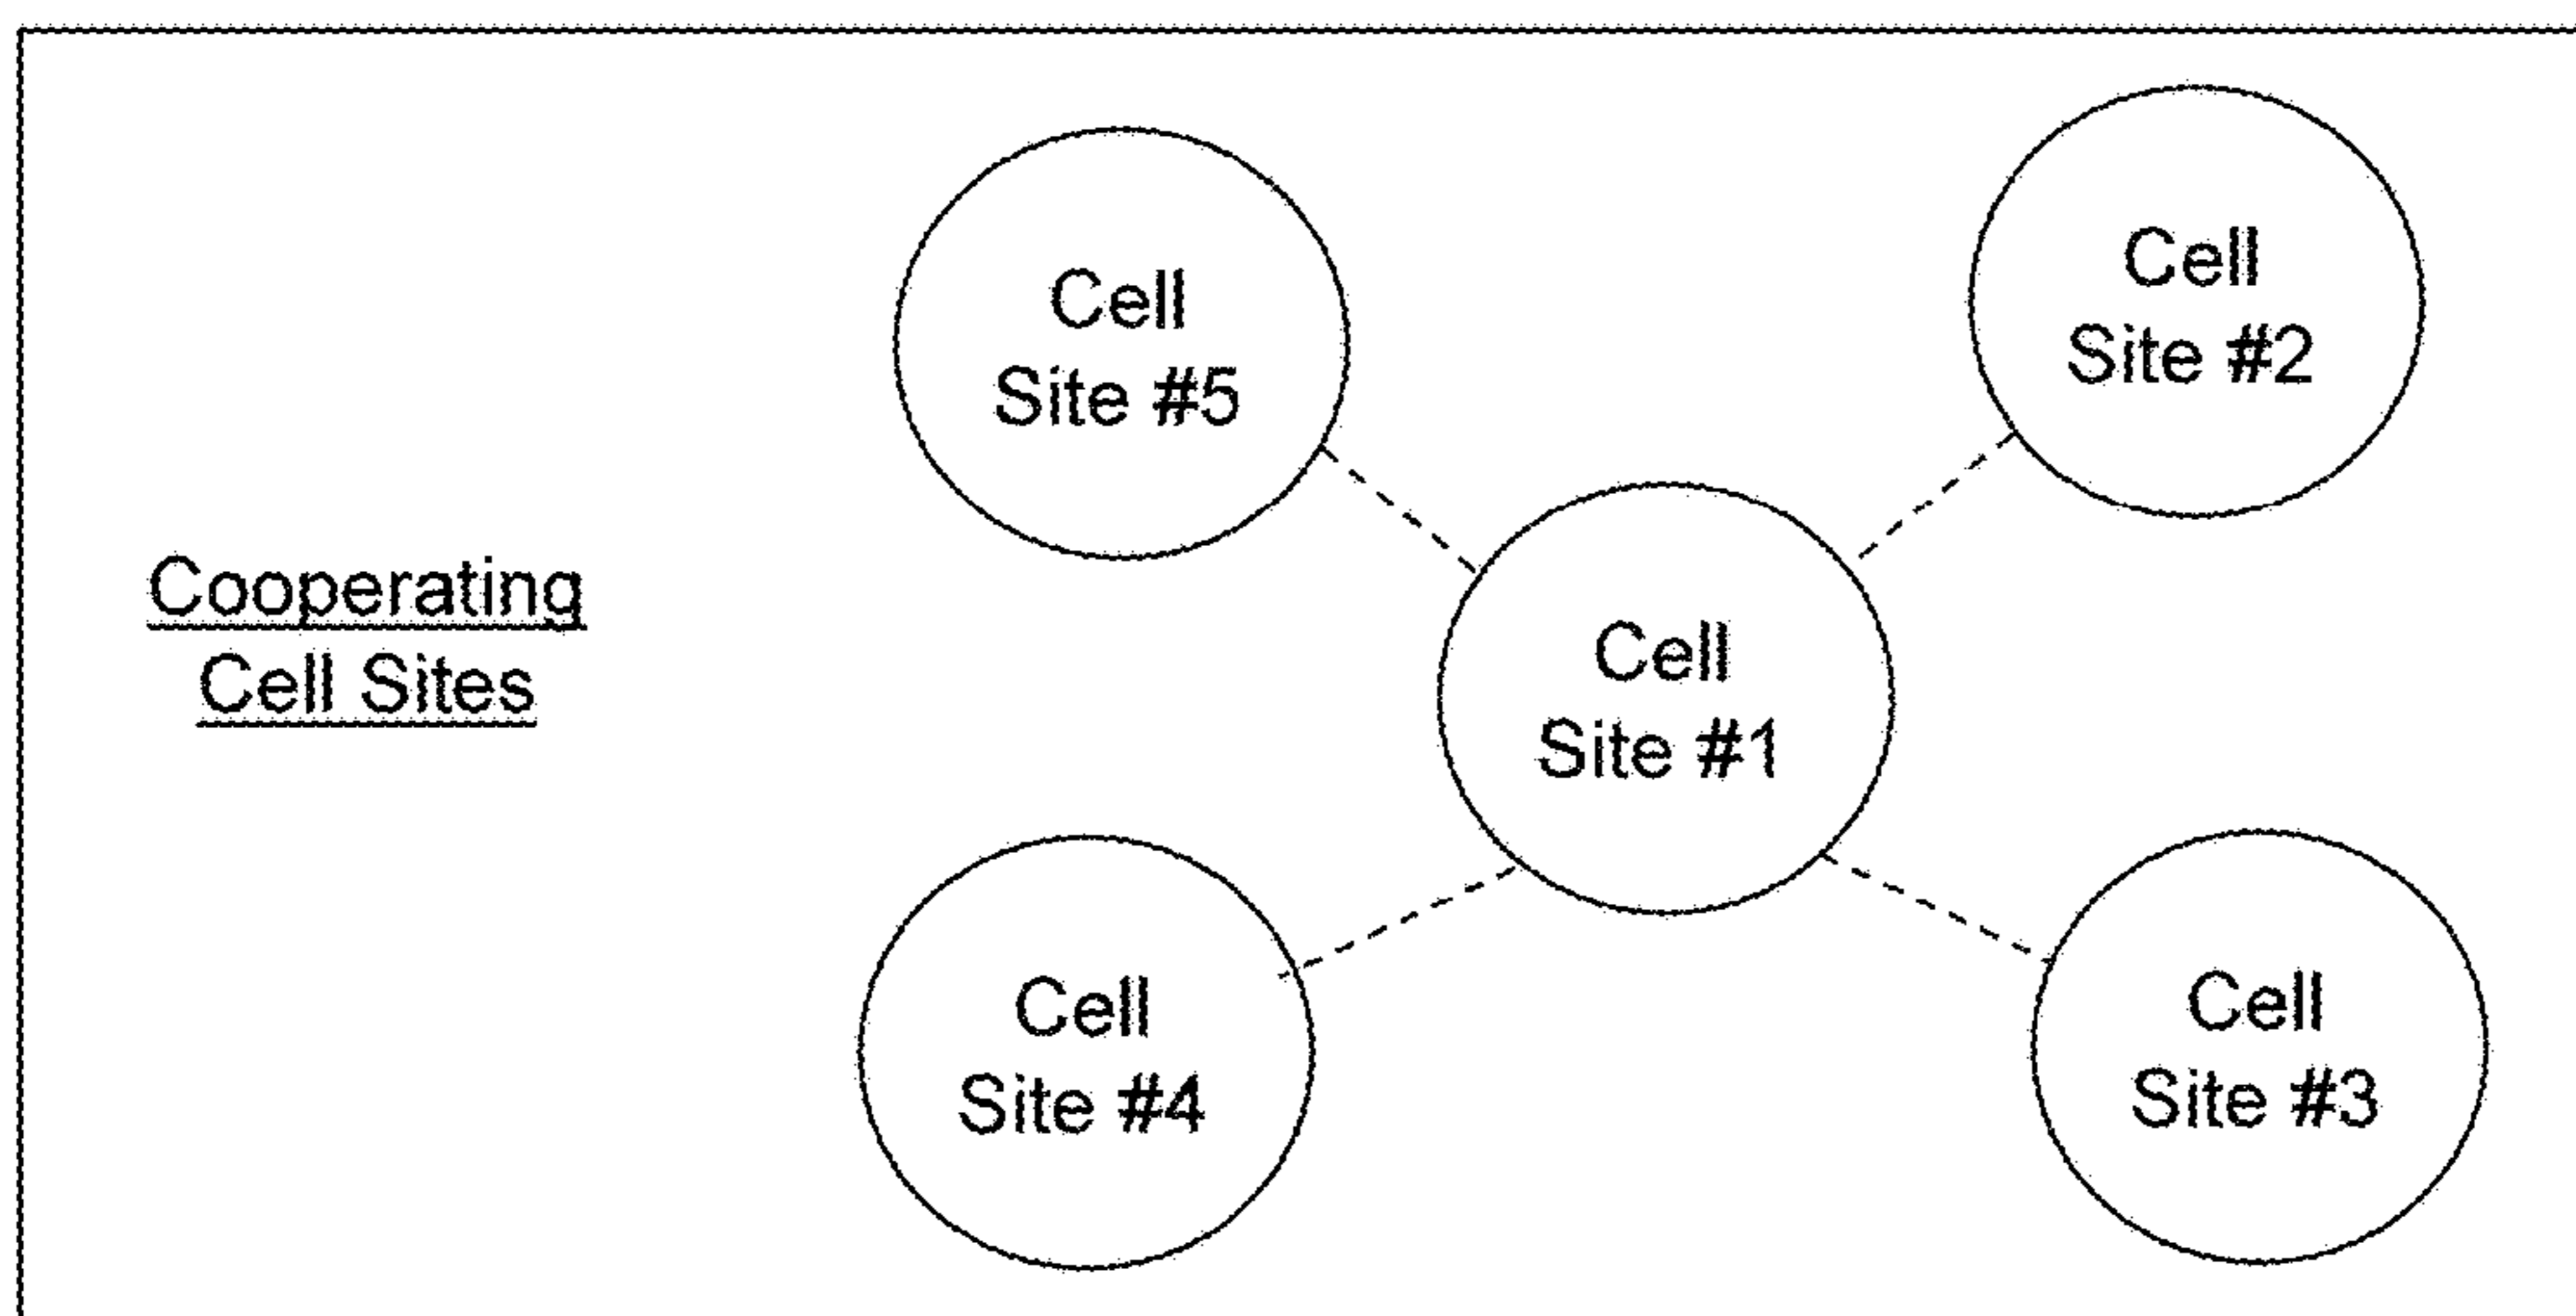 Cooperating
Cell Sites
Cell
Site #5
Cell
Site #2
Cell
Site #1
Cell
Site #4
Cell
Site #3